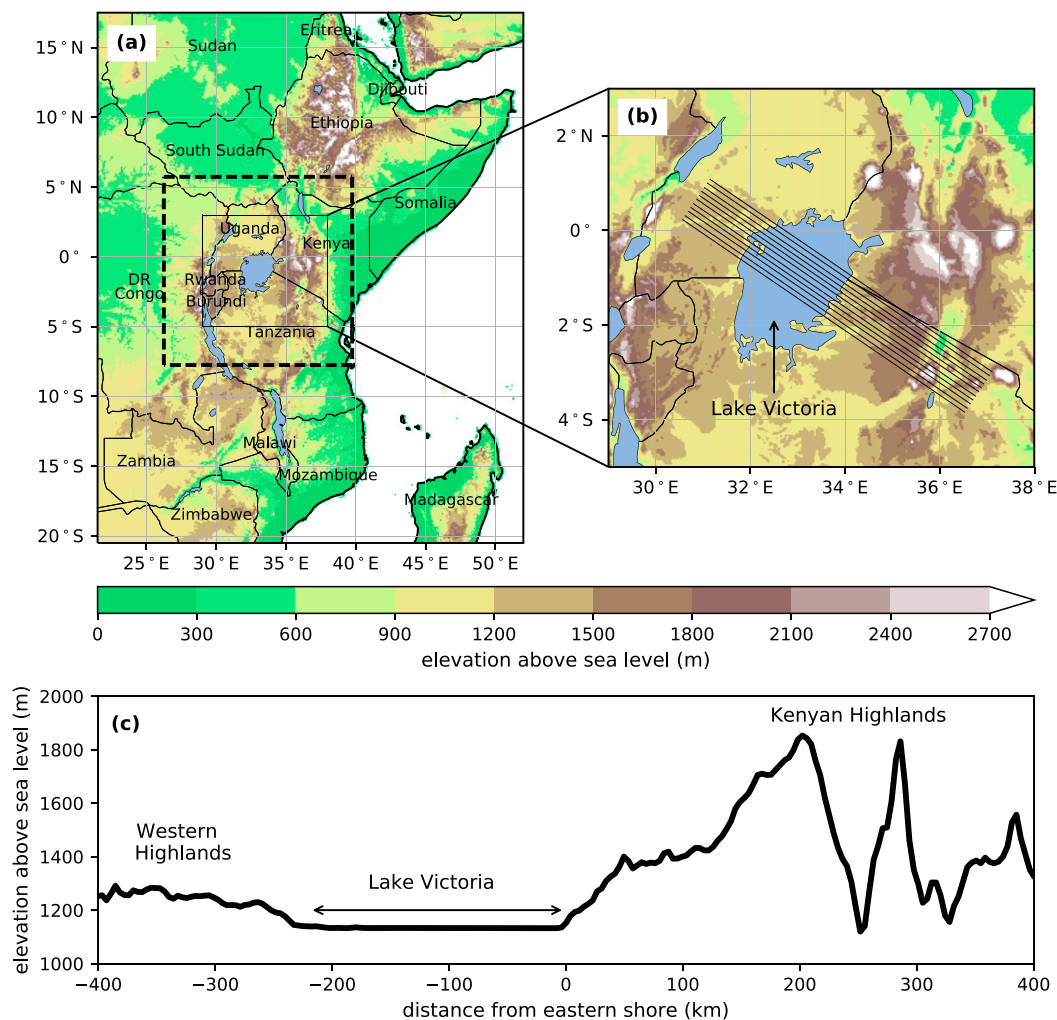 (a)
Sudan
Eritrea
Djibouti
Ethiopia
South Sudan
Somalia
Uganda
Kenya
DR
Congo
Rwanda
Burundi
Tanzania
Malawi
Zambia
Mozambique
Zimbabwe
Madagascar
15°N
10°N
5°N
0°
5°S
10°S
15°S
20°S
25°E 30°E 35°E 40°E 45°E 50°E
(b)
2°N
0°
2°S
4°S
Lake Victoria
30°E 32°E 34°E 36°E 38°E
0 300 600 900 1200 1500 1800 2100 2400 2700
elevation above sea level (m)
(c)
Kenyan Highlands
Western
Highlands
Lake Victoria
elevation above sea level (m)
2000
1800
1600
1400
1200
1000
−400 −300 −200 −100 0 100 200 300 400
distance from eastern shore (km)